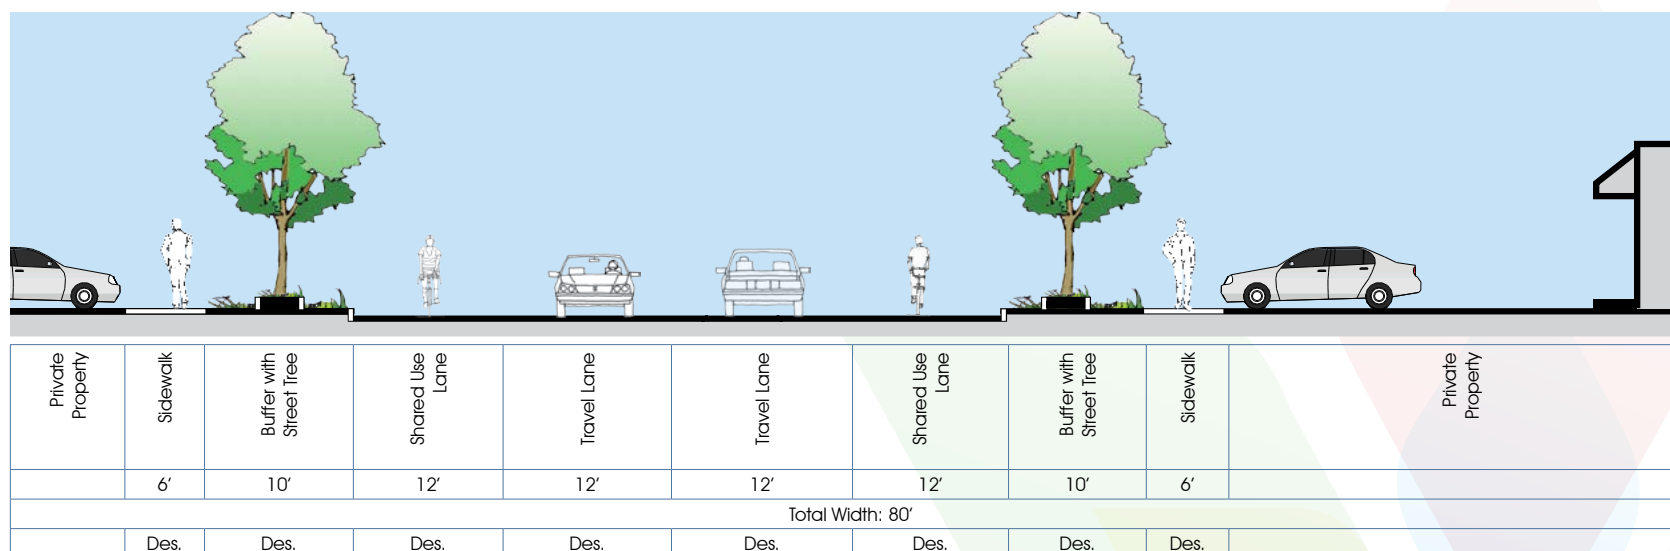 Private
Property
Sidewalk
Buffer with
Street Tree
Shared Use
Lane
Travel Lane
Travel Lane
Shared Use
Lane
Buffer with
Street Tree
Sidewalk
Private
Property
6’ 10’ 12’ 12’ 12’ 12’ 10’ 6’
Total Width: 80’
Des. Des. Des. Des. Des. Des. Des. Des.